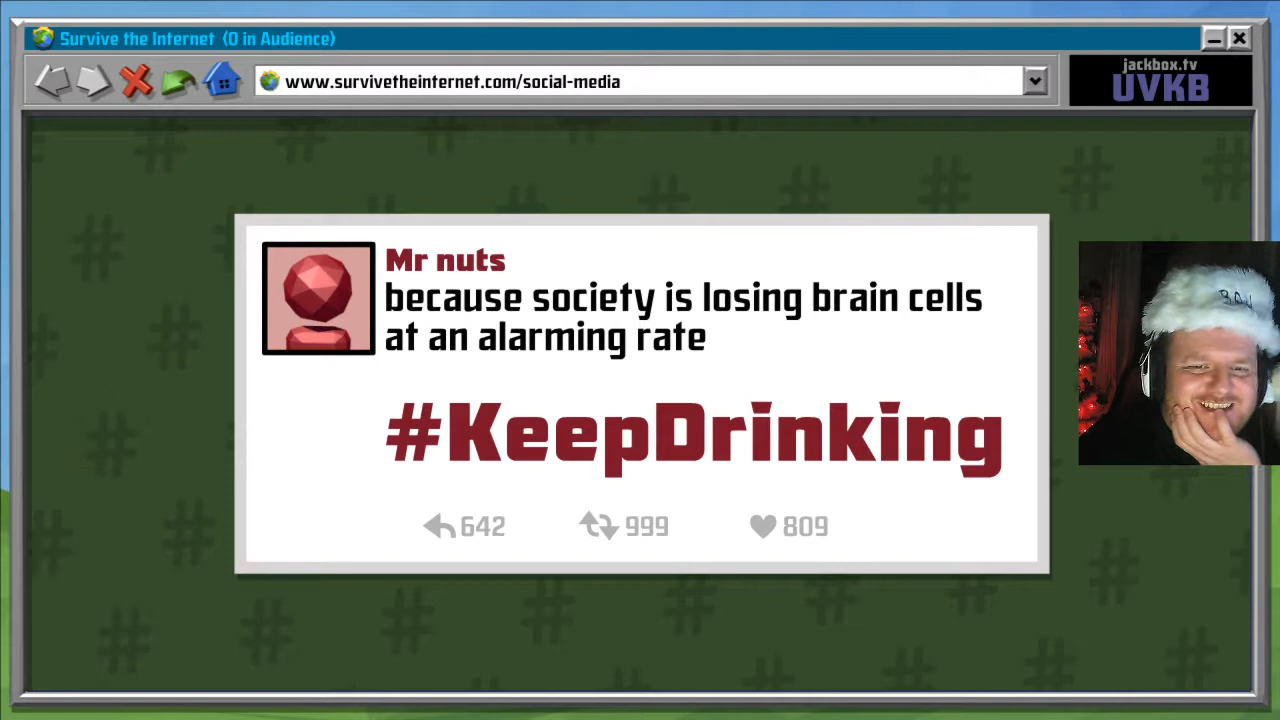 Survive the Internet (0 in Audience)
www.survivetheinternet.com/social-media
jackbox.tv
UVKB
Mr nuts
because society is losing brain cells
at an alarming rate
#KeepDrinking
642 999 809